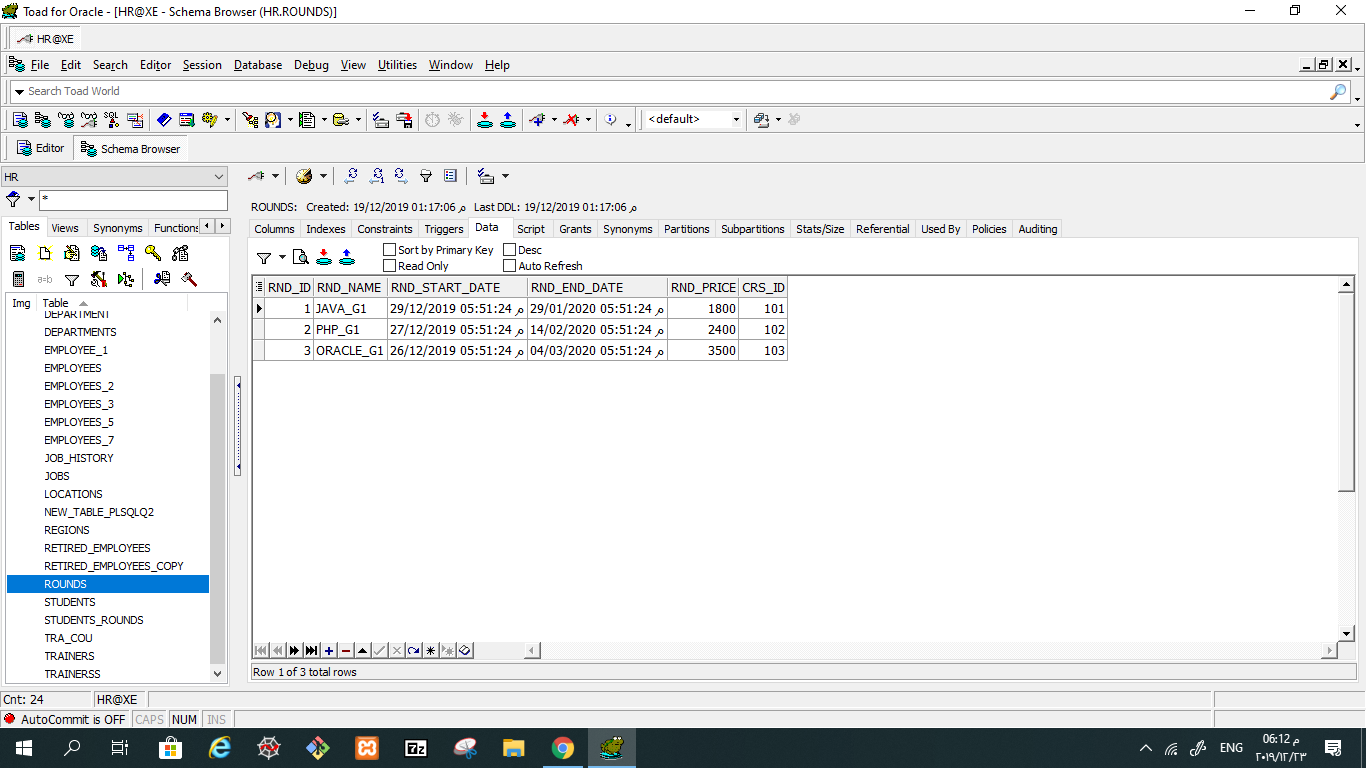 Toad for Oracle - [HR@XE - Schema Browser (HR.ROUNDS)]
HR@XE
File Edit Search Editor Session Database Debug View Utilities Window Help
Search Toad World
SQL <default>
Editor Schema Browser
HR
*
ROUNDS: Created: 19/12/2019 01:17:06 م Last DDL: 19/12/2019 01:17:06 م
Tables Views Synonyms Functions
Columns Indexes Constraints Triggers Data Script Grants Synonyms Partitions Subpartitions Stats/Size Referential Used By Policies Auditing
Sort by Primary Key Desc
Read Only Auto Refresh
a=b
Img Table
DEPARTMENT
DEPARTMENTS
EMPLOYEE_1
EMPLOYEES
EMPLOYEES_2
EMPLOYEES_3
EMPLOYEES_5
EMPLOYEES_7
JOB_HISTORY
JOBS
LOCATIONS
NEW_TABLE_PLSQLQ2
REGIONS
RETIRED_EMPLOYEES
RETIRED_EMPLOYEES_COPY
ROUNDS
STUDENTS
STUDENTS_ROUNDS
TRA_COU
TRAINERS
TRAINERSS
RND_ID RND_NAME RND_START_DATE RND_END_DATE RND_PRICE CRS_ID
1 JAVA_G1 29/12/2019 05:51:24 م 29/01/2020 05:51:24 م 1800 101
2 PHP_G1 27/12/2019 05:51:24 م 14/02/2020 05:51:24 م 2400 102
3 ORACLE_G1 26/12/2019 05:51:24 م 04/03/2020 05:51:24 م 3500 103
Row 1 of 3 total rows
Cnt: 24 HR@XE
AutoCommit is OFF CAPS NUM INS
7z
ENG
06:12 م
٢٠١٩/١٢/٢٣